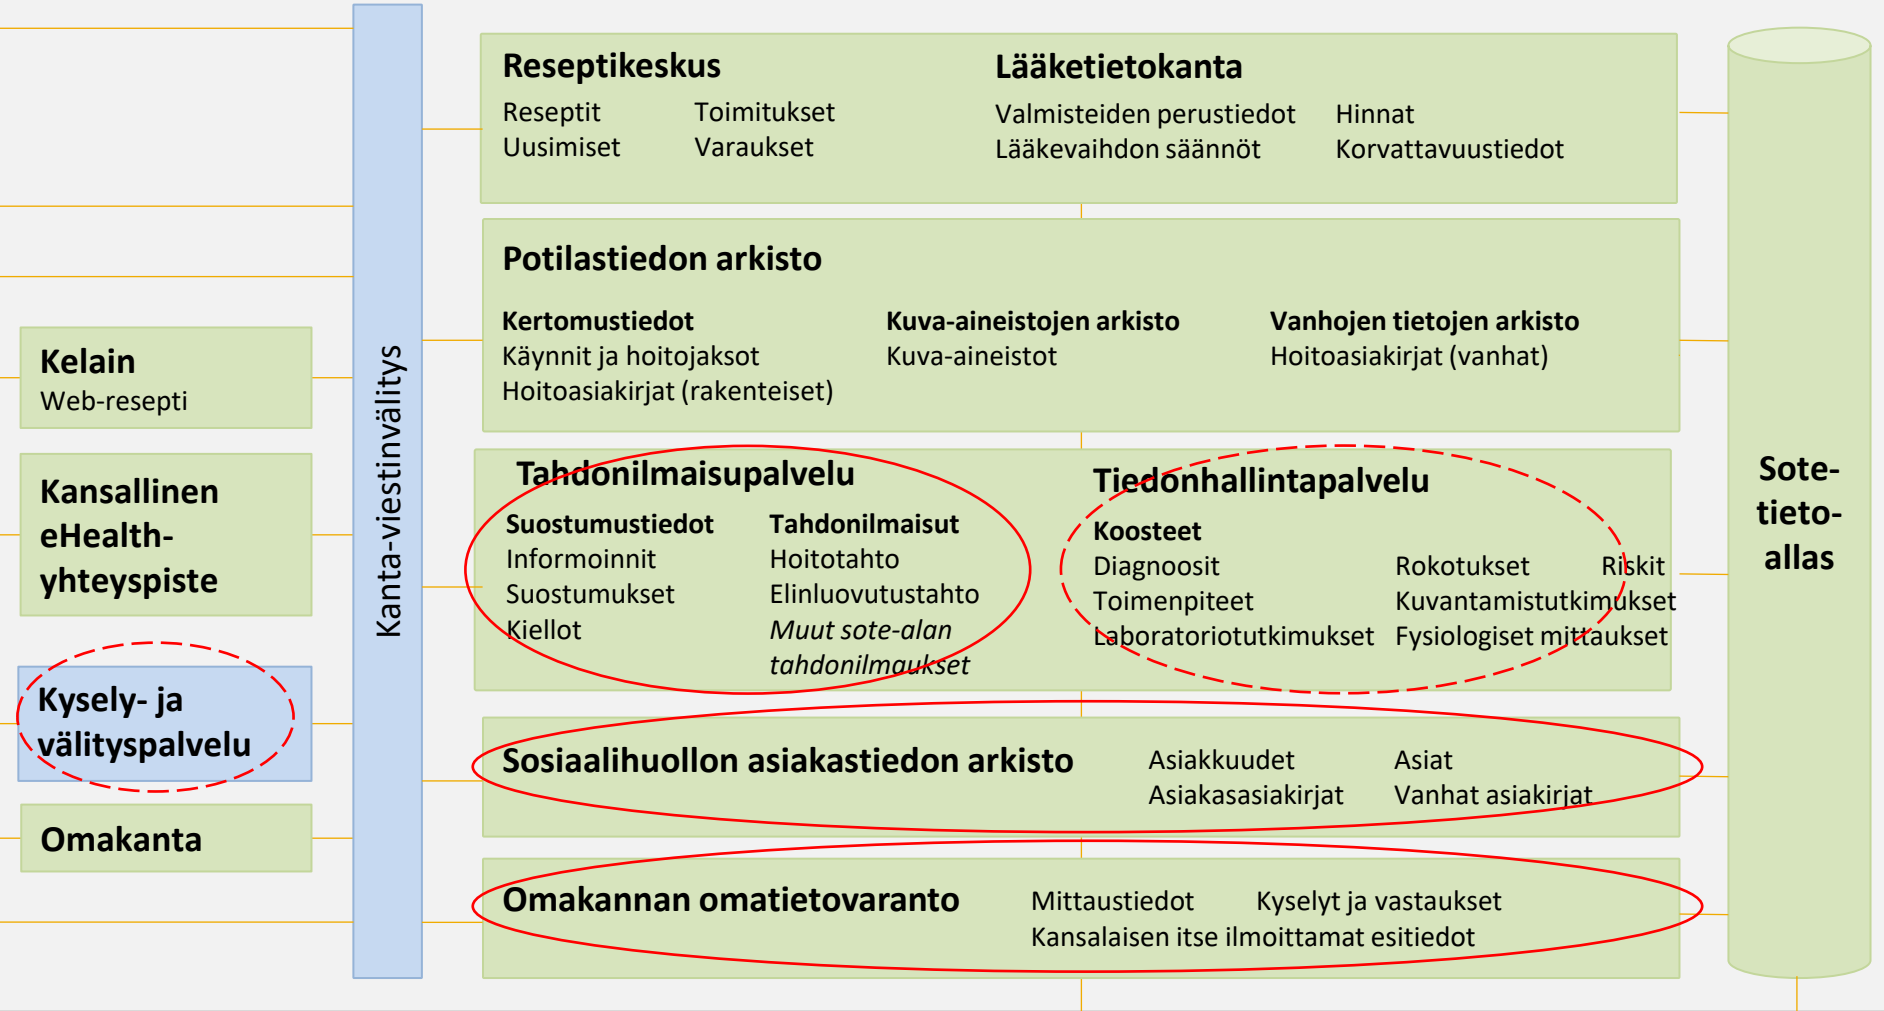 Reseptikeskus
Reseptit Toimitukset
Uusimiset Varaukset
Lääketietokanta
Valmisteiden perustiedot Hinnat
Lääkevaihdon säännöt Korvattavuustiedot
Potilastiedon arkisto
Kertomustiedot
Käynnit ja hoitojaksot
Hoitoasiakirjat (rakenteiset)
Kuva-aineistojen arkisto
Kuva-aineistot
Vanhojen tietojen arkisto
Hoitoasiakirjat (vanhat)
Kelain
Web-resepti
Kansallinen
eHealth-
yhteyspiste
Kysely- ja
välityspalvelu
Omakanta
Kanta-viestinvälitys
Tahdonilmaisupalvelu
Suostumustiedot
Informoinnit
Suostumukset
Kiellot
Tahdonilmaisut
Hoitotahto
Elinluovutustahto
Muut sote-alan
tahdonilmaukset
Tiedonhallintapalvelu
Koosteet
Diagnoosit Rokotukset Riskit
Toimenpiteet Kuvantamistutkimukset
Laboratoriotutkimukset Fysiologiset mittaukset
Sosiaalihuollon asiakastiedon arkisto
Asiakkuudet Asiat
Asiakasasiakirjat Vanhat asiakirjat
Omakannan omatietovaranto
Mittaustiedot Kyselyt ja vastaukset
Kansalaisen itse ilmoittamat esitiedot
Sote-
tieto-
allas